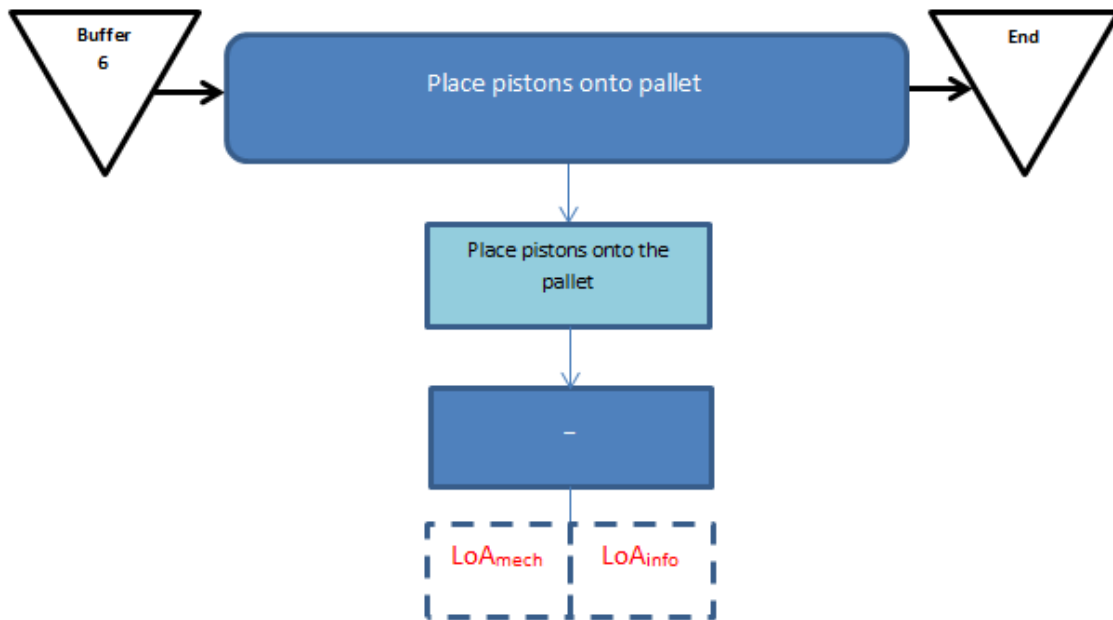 Buffer
6
Place pistons onto pallet
End
Place pistons onto the
pallet
–
LoAmech
LoAinfo